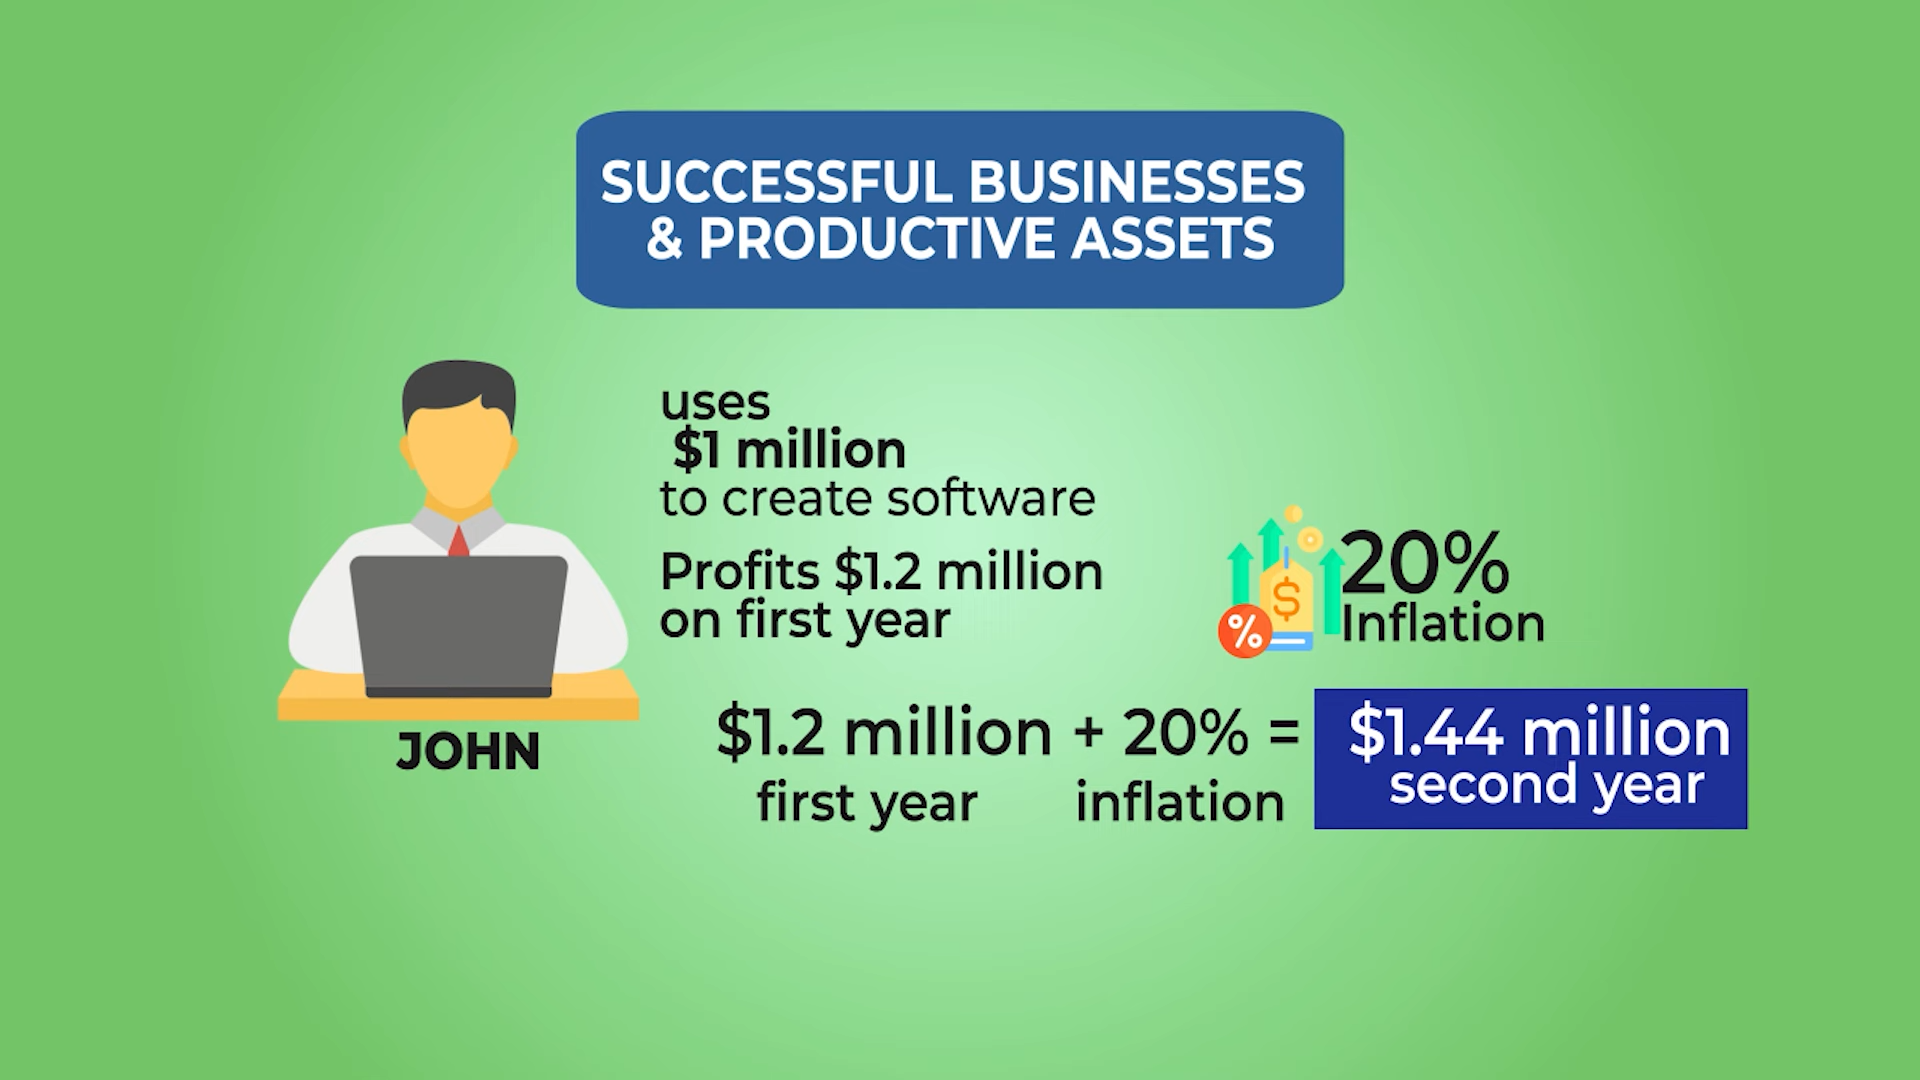 SUCCESSFUL BUSINESSES
& PRODUCTIVE ASSETS
uses
$1 million
to create software
Profits $1.2 million
on first year
$
%
20%
Inflation
$1.2 million + 20% = $1.44 million
first year inflation second year
JOHN